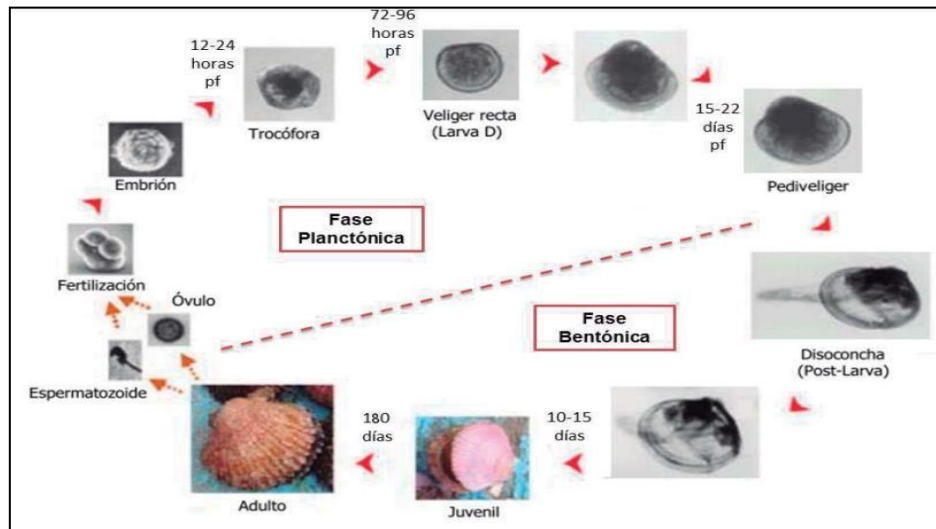 72-96
horas
pf
12-24
horas
pf
Trocófora
Veliger recta
(Larva D)
15-22
días
pf
Pediveliger
Embrión
Fase
Planctónica
Fertilización
Óvulo
Espermatozoide
Fase
Bentónica
Disoconcha
(Post-Larva)
180
días
10-15
días
Adulto
Juvenil